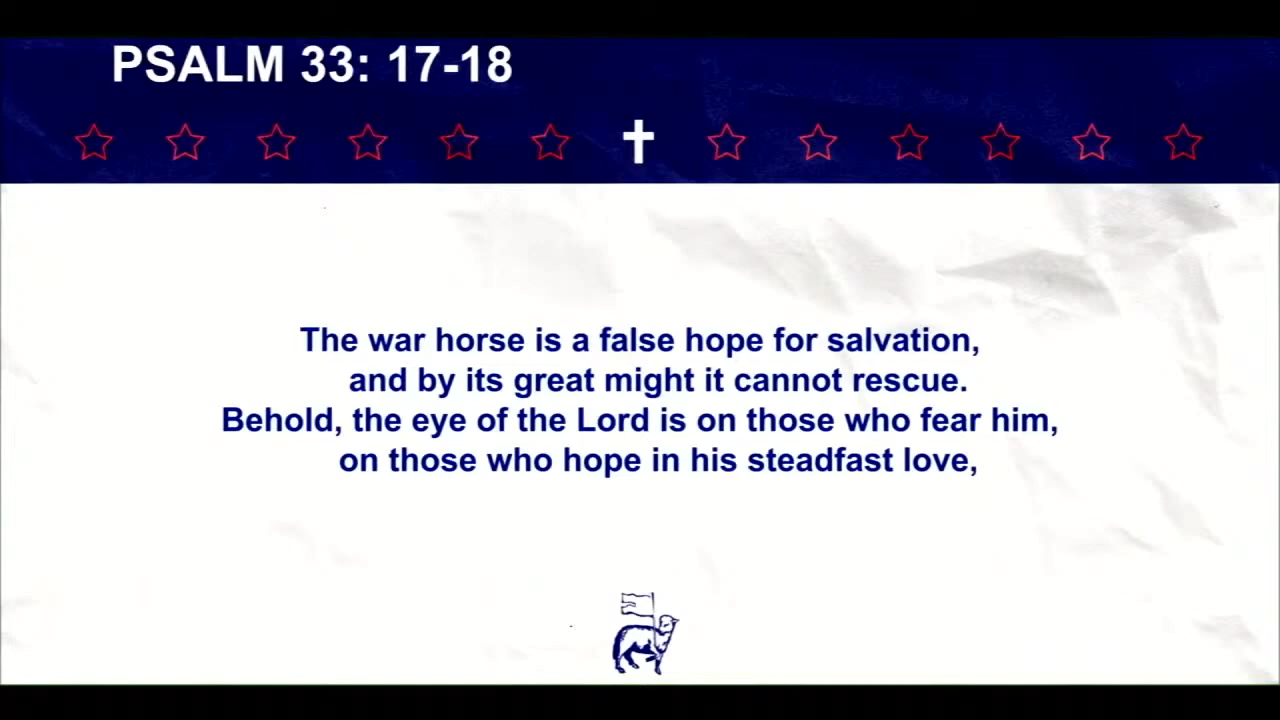 PSALM 33: 17-18
The war horse is a false hope for salvation,
and by its great might it cannot rescue.
Behold, the eye of the Lord is on those who fear him,
on those who hope in his steadfast love,